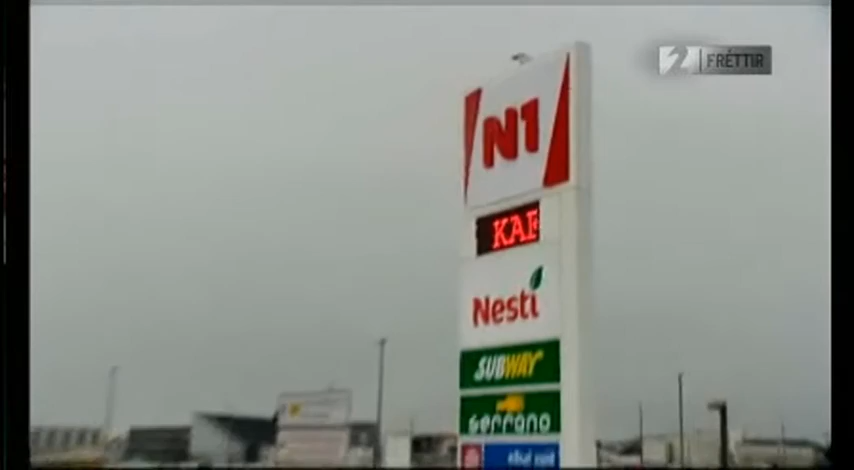 2 FRÉTTIR
N1
KAF
Nesti
SUBWAY
serrano